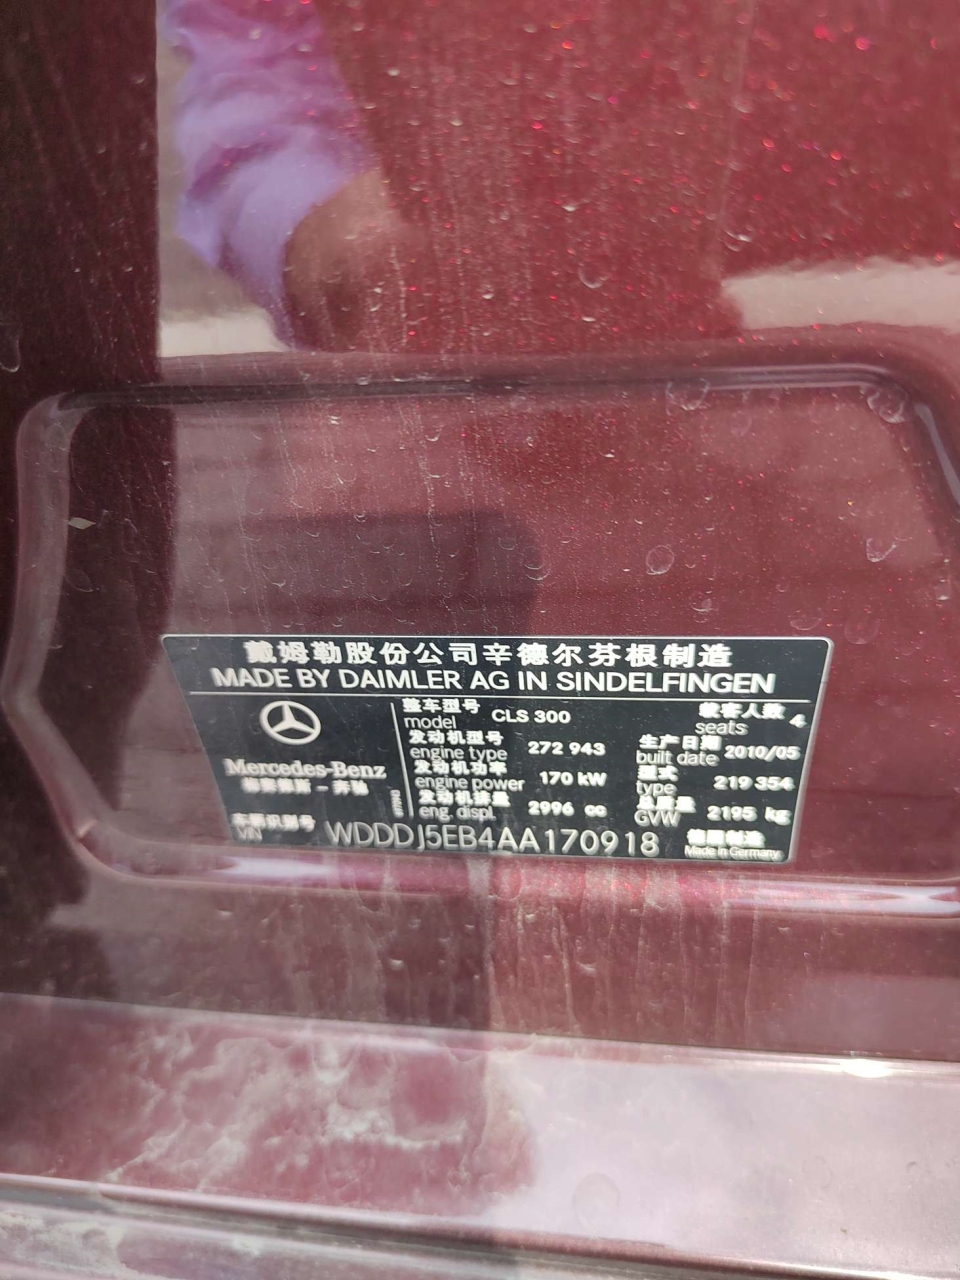 戴姆勒股份公司辛德尔芬根制造
MADE BY DAIMLER AG IN SINDELFINGEN
Mercedes-Benz
梅赛德斯－奔驰
整车型号
model CLS 300
载客人数
seats 4
发动机型号
engine type 272 943
生产日期
built date 2010/05
发动机功率
engine power 170 kW
型式
type 219 354
发动机排量
eng. displ. 2996 cc
总质量
GVW 2195 kg
车辆识别号
VIN WDDDJ5EB4AA170918
德国制造
Made in Germany